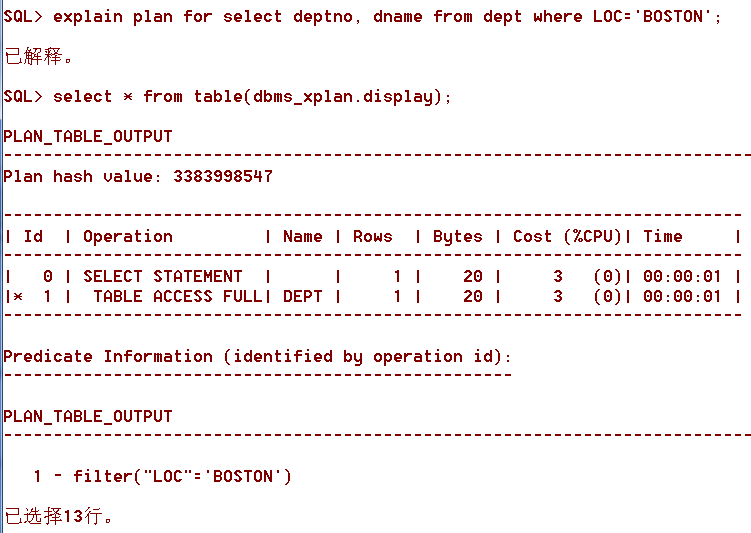 SQL> explain plan for select deptno, dname from dept where LOC='BOSTON';
已解释。
SQL> select * from table(dbms_xplan.display);
PLAN_TABLE_OUTPUT
---------------------------------------------------------------------------
Plan hash value: 3383998547
--------------------------------------------------------------------------
| Id  | Operation         | Name | Rows  | Bytes | Cost (%CPU)| Time     |
--------------------------------------------------------------------------
|   0 | SELECT STATEMENT  |      |     1 |    20 |     3   (0)| 00:00:01 |
|*  1 |  TABLE ACCESS FULL| DEPT |     1 |    20 |     3   (0)| 00:00:01 |
--------------------------------------------------------------------------
Predicate Information (identified by operation id):
---------------------------------------------------
PLAN_TABLE_OUTPUT
---------------------------------------------------------------------------
1 - filter("LOC"='BOSTON')
已选择13行。